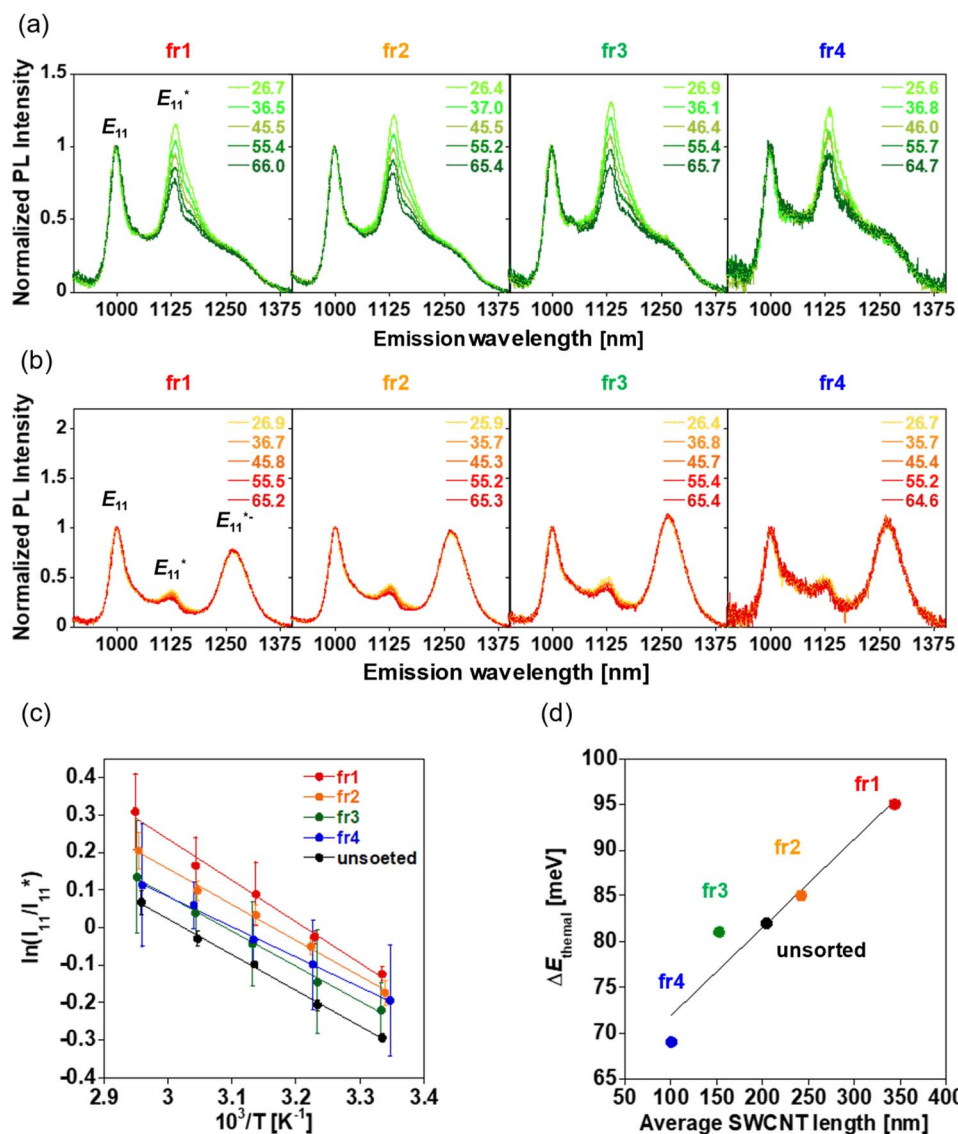 (a)
fr1 fr2 fr3 fr4
Normalized PL Intensity
1.5
1
0.5
0
E11
E11*
26.7
36.5
45.5
55.4
66.0
26.4
37.0
45.5
55.2
65.4
26.9
36.1
46.4
55.4
65.7
25.6
36.8
46.0
55.7
64.7
1000 1125 1250 1000 1125 1250 1000 1125 1250 1000 1125 1250 1375
Emission wavelength [nm]
(b)
fr1 fr2 fr3 fr4
Normalized PL Intensity
2
1.5
1
0.5
0
E11
E11*
E11*-
26.9
36.7
45.8
55.5
65.2
25.9
35.7
45.3
55.2
65.3
26.4
36.8
45.7
55.4
65.4
26.7
35.7
45.4
55.2
64.6
1000 1125 1250 1000 1125 1250 1000 1125 1250 1000 1125 1250 1375
Emission wavelength [nm]
(c)
ln(I11/I11*)
0.4
0.3
0.2
0.1
0
-0.1
-0.2
-0.3
-0.4
fr1
fr2
fr3
fr4
unsoeted
2.9 3 3.1 3.2 3.3 3.4
10³/T [K⁻¹]
(d)
ΔEthemal [meV]
100
95
90
85
80
75
70
65
fr1
fr2
fr3
unsorted
fr4
50 100 150 200 250 300 350 400
Average SWCNT length [nm]